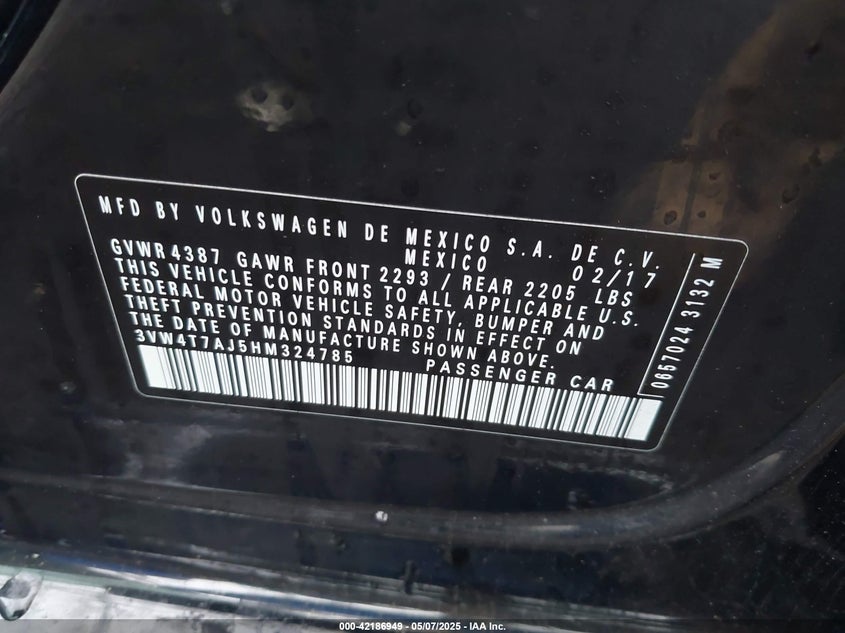 MFD BY VOLKSWAGEN DE MEXICO S.A. DE C.V.
MEXICO 02/17
GVWR 4387 GAWR FRONT 2293 / REAR 2205 LBS
THIS VEHICLE CONFORMS TO ALL APPLICABLE U.S.
FEDERAL MOTOR VEHICLE SAFETY, BUMPER AND
THEFT PREVENTION STANDARDS IN EFFECT ON
THE DATE OF MANUFACTURE SHOWN ABOVE.
3VW4T7AJ5HM324785 PASSENGER CAR
0657024 3132 M
000-42186949 - 05/07/2025 - IAA Inc.